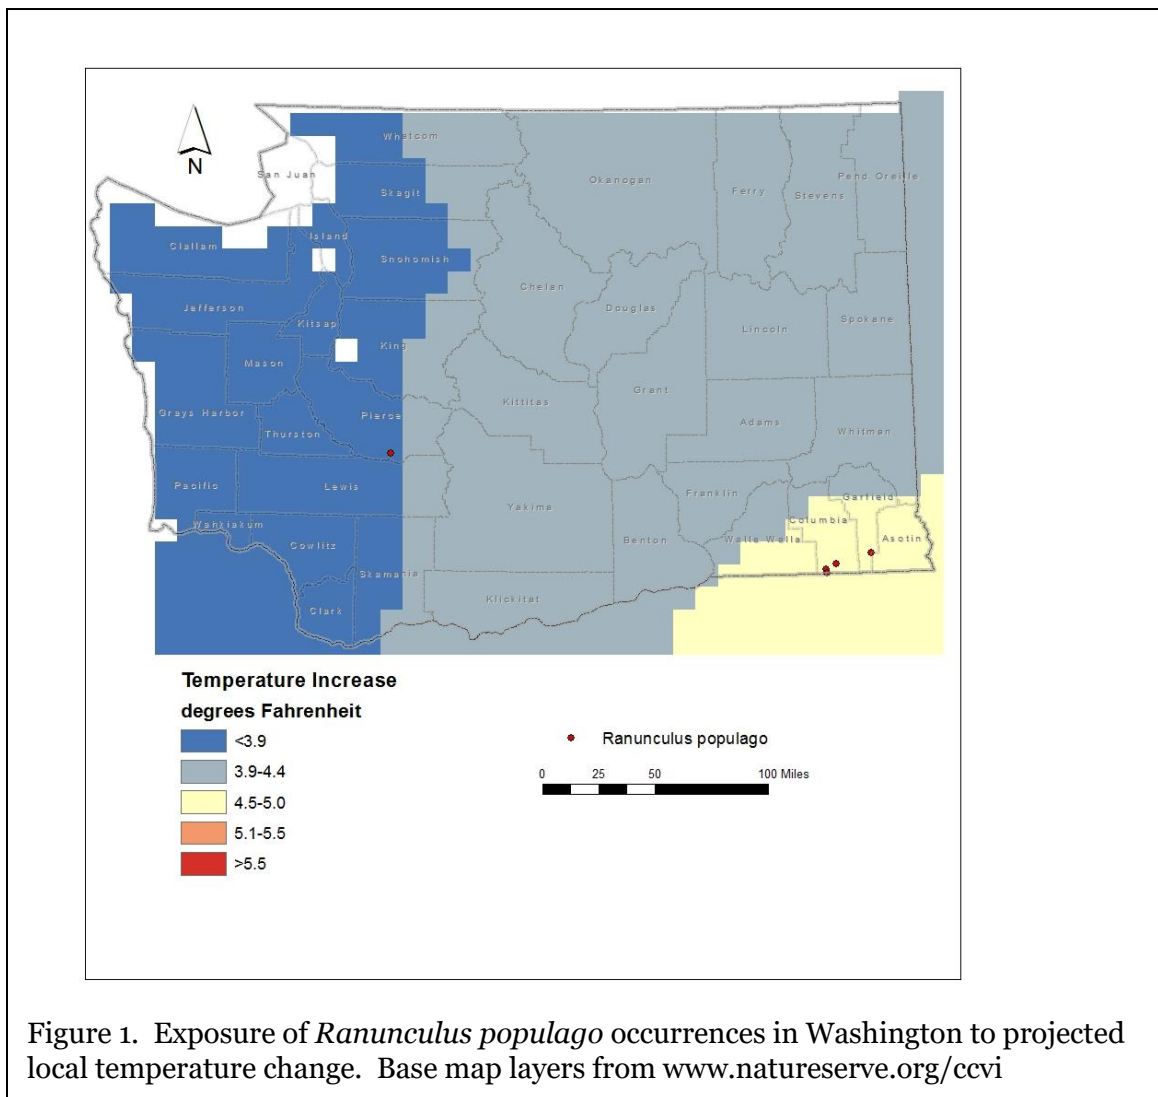 N
Whatcom
San Juan
Skagit
Okanogan
Ferry
Stevens
Pend Oreille
Island
Clallam
Snohomish
Chelan
Jefferson
Kitsap
Douglas
Lincoln
Spokane
King
Mason
Grant
Kittitas
Grays Harbor
Pierce
Adams
Whitman
Thurston
Pacific
Lewis
Yakima
Franklin
Garfield
Columbia
Wahkiakum
Cowlitz
Benton
Walla Walla
Asotin
Skamania
Clark
Klickitat
Temperature Increase
degrees Fahrenheit
<3.9
3.9-4.4
4.5-5.0
5.1-5.5
>5.5
Ranunculus populago
0 25 50 100 Miles
Figure 1. Exposure of Ranunculus populago occurrences in Washington to projected
local temperature change. Base map layers from www.natureserve.org/ccvi